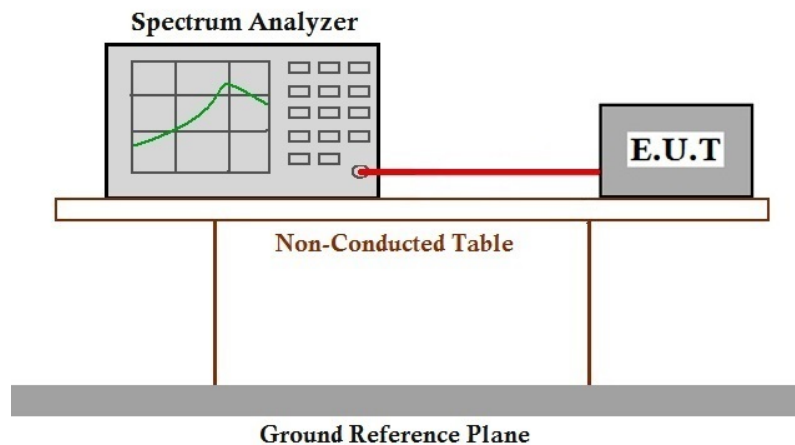 Spectrum Analyzer
E.U.T
Non-Conducted Table
Ground Reference Plane